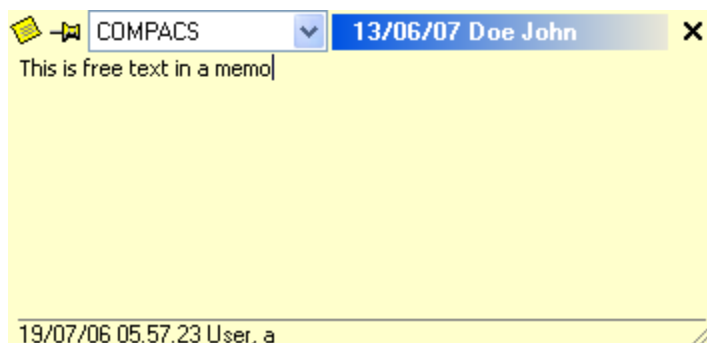 COMPACS
13/06/07 Doe John
This is free text in a memo
19/07/06 05.57.23 User, a